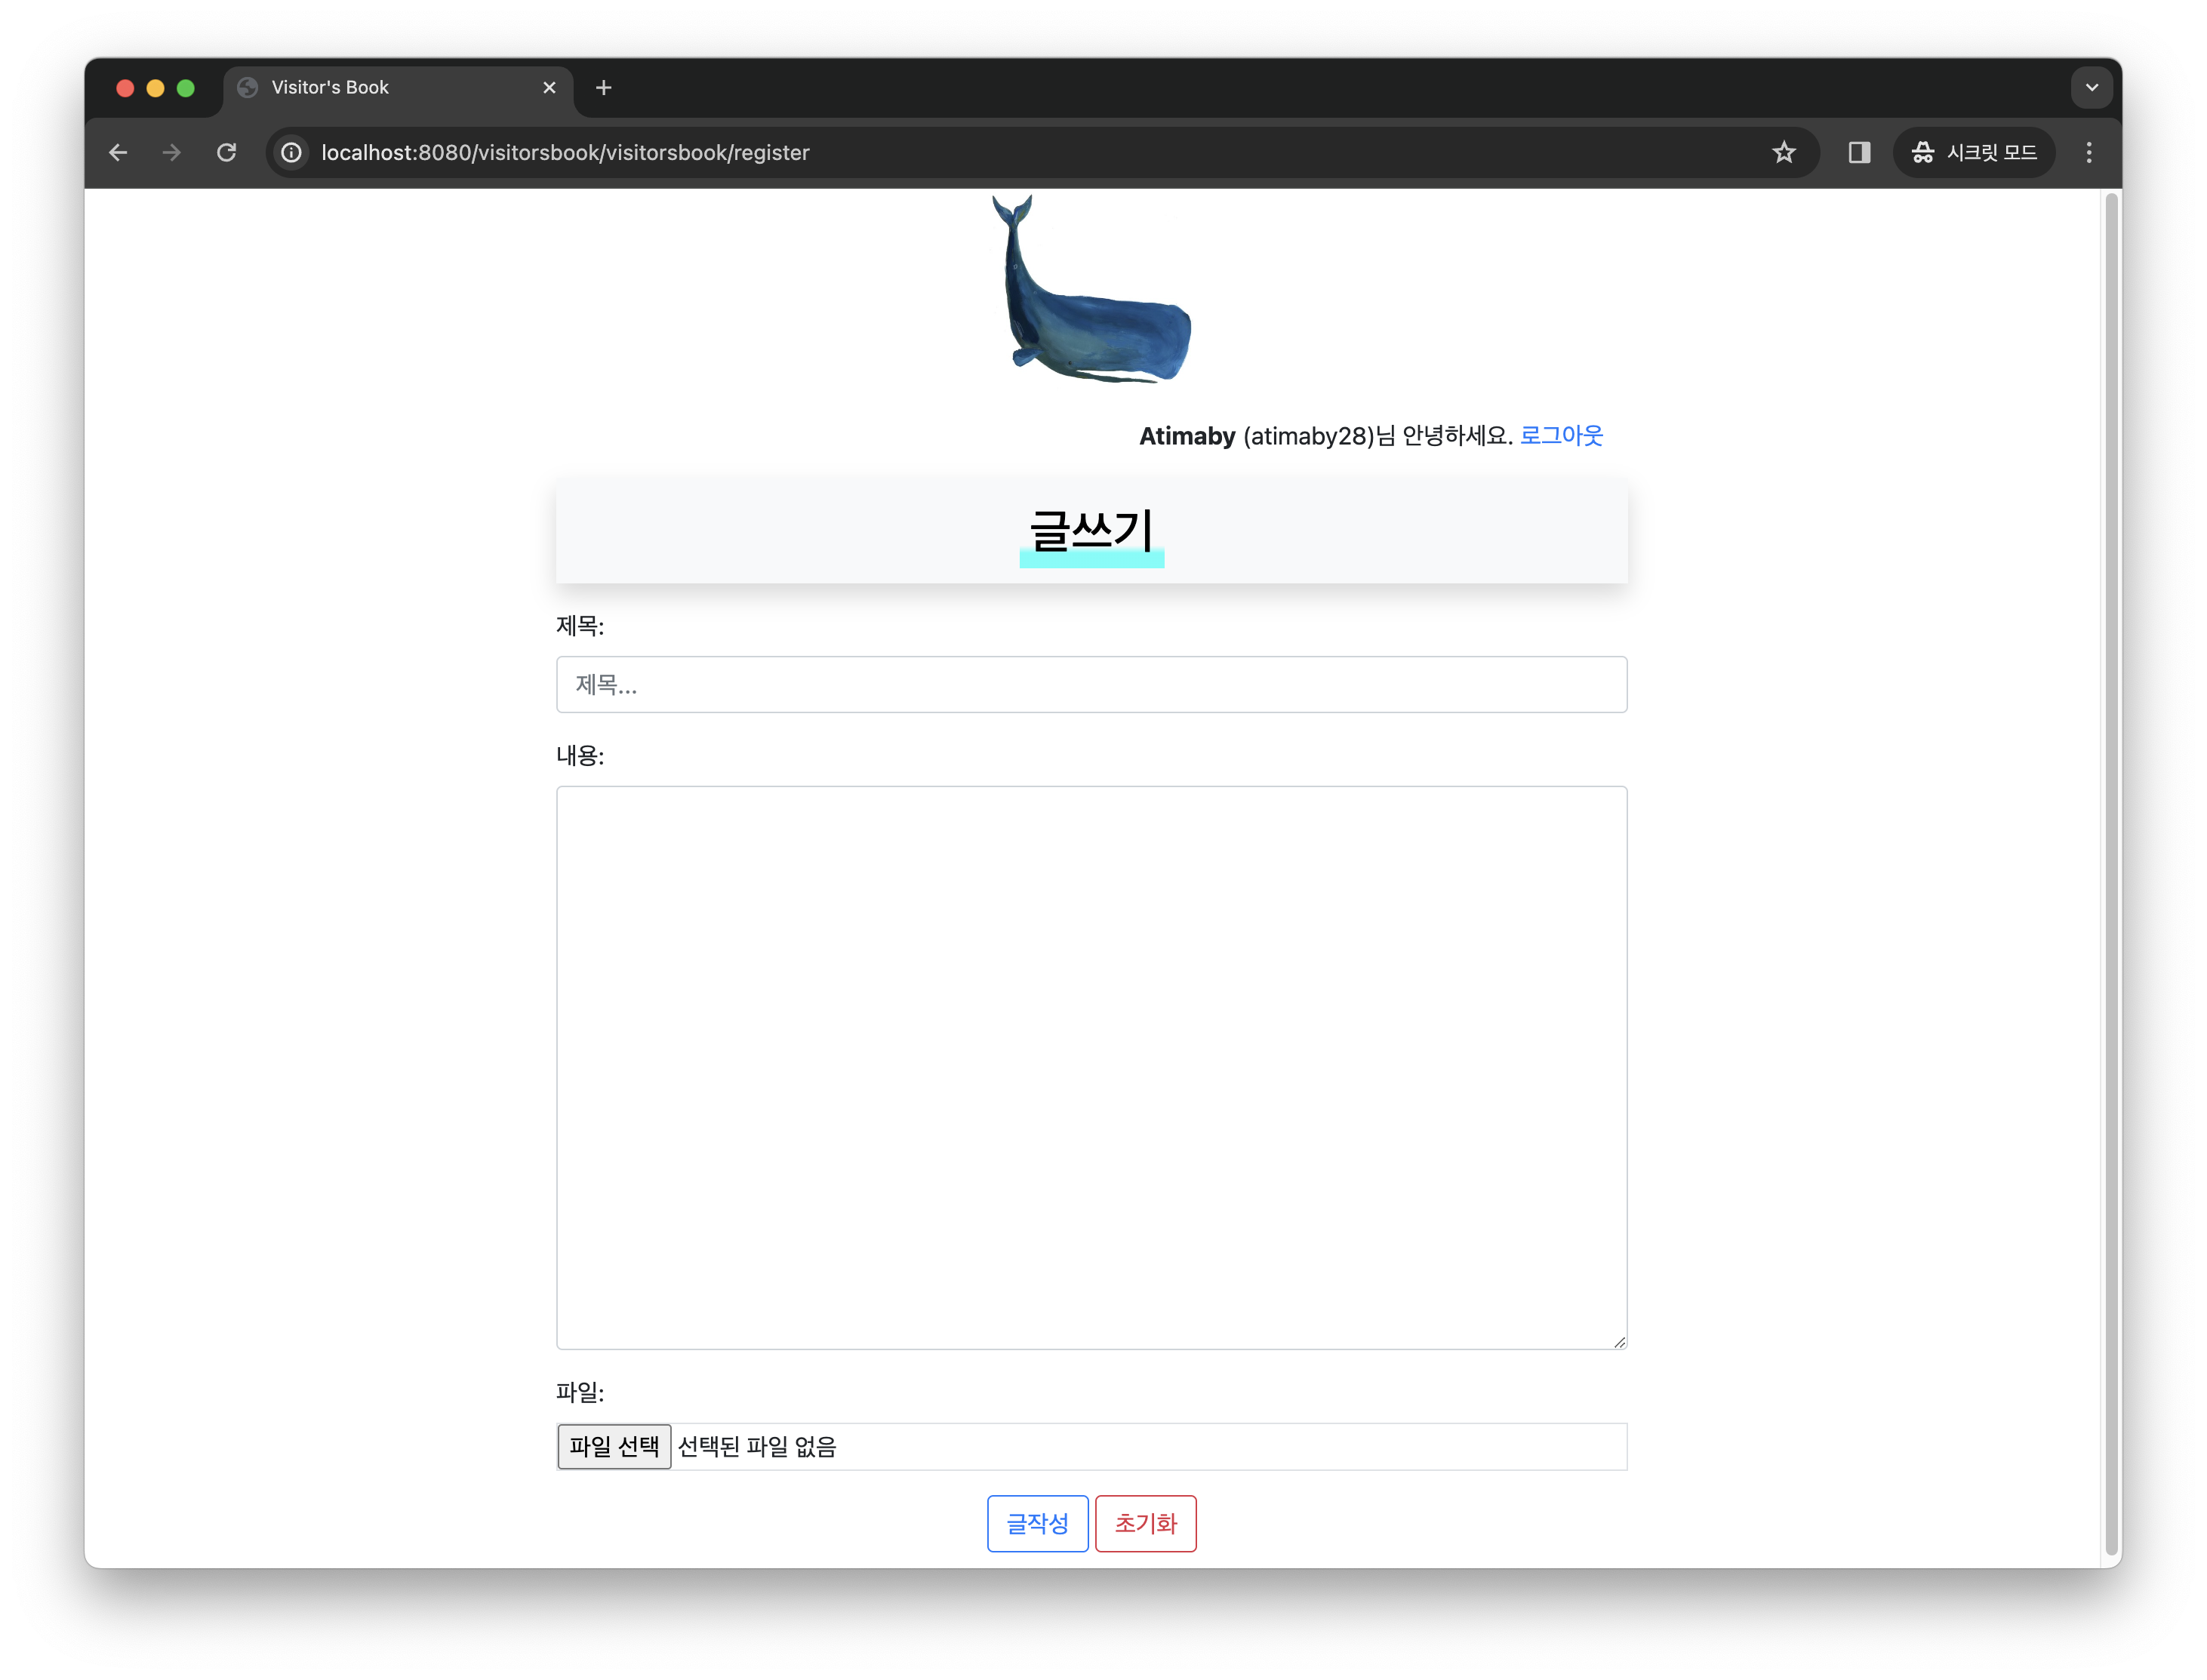 Visitor's Book
localhost:8080/visitorsbook/visitorsbook/register
시크릿 모드
Atimaby (atimaby28)님 안녕하세요. 로그아웃
글쓰기
제목:
제목...
내용:
파일:
파일 선택 선택된 파일 없음
글작성 초기화